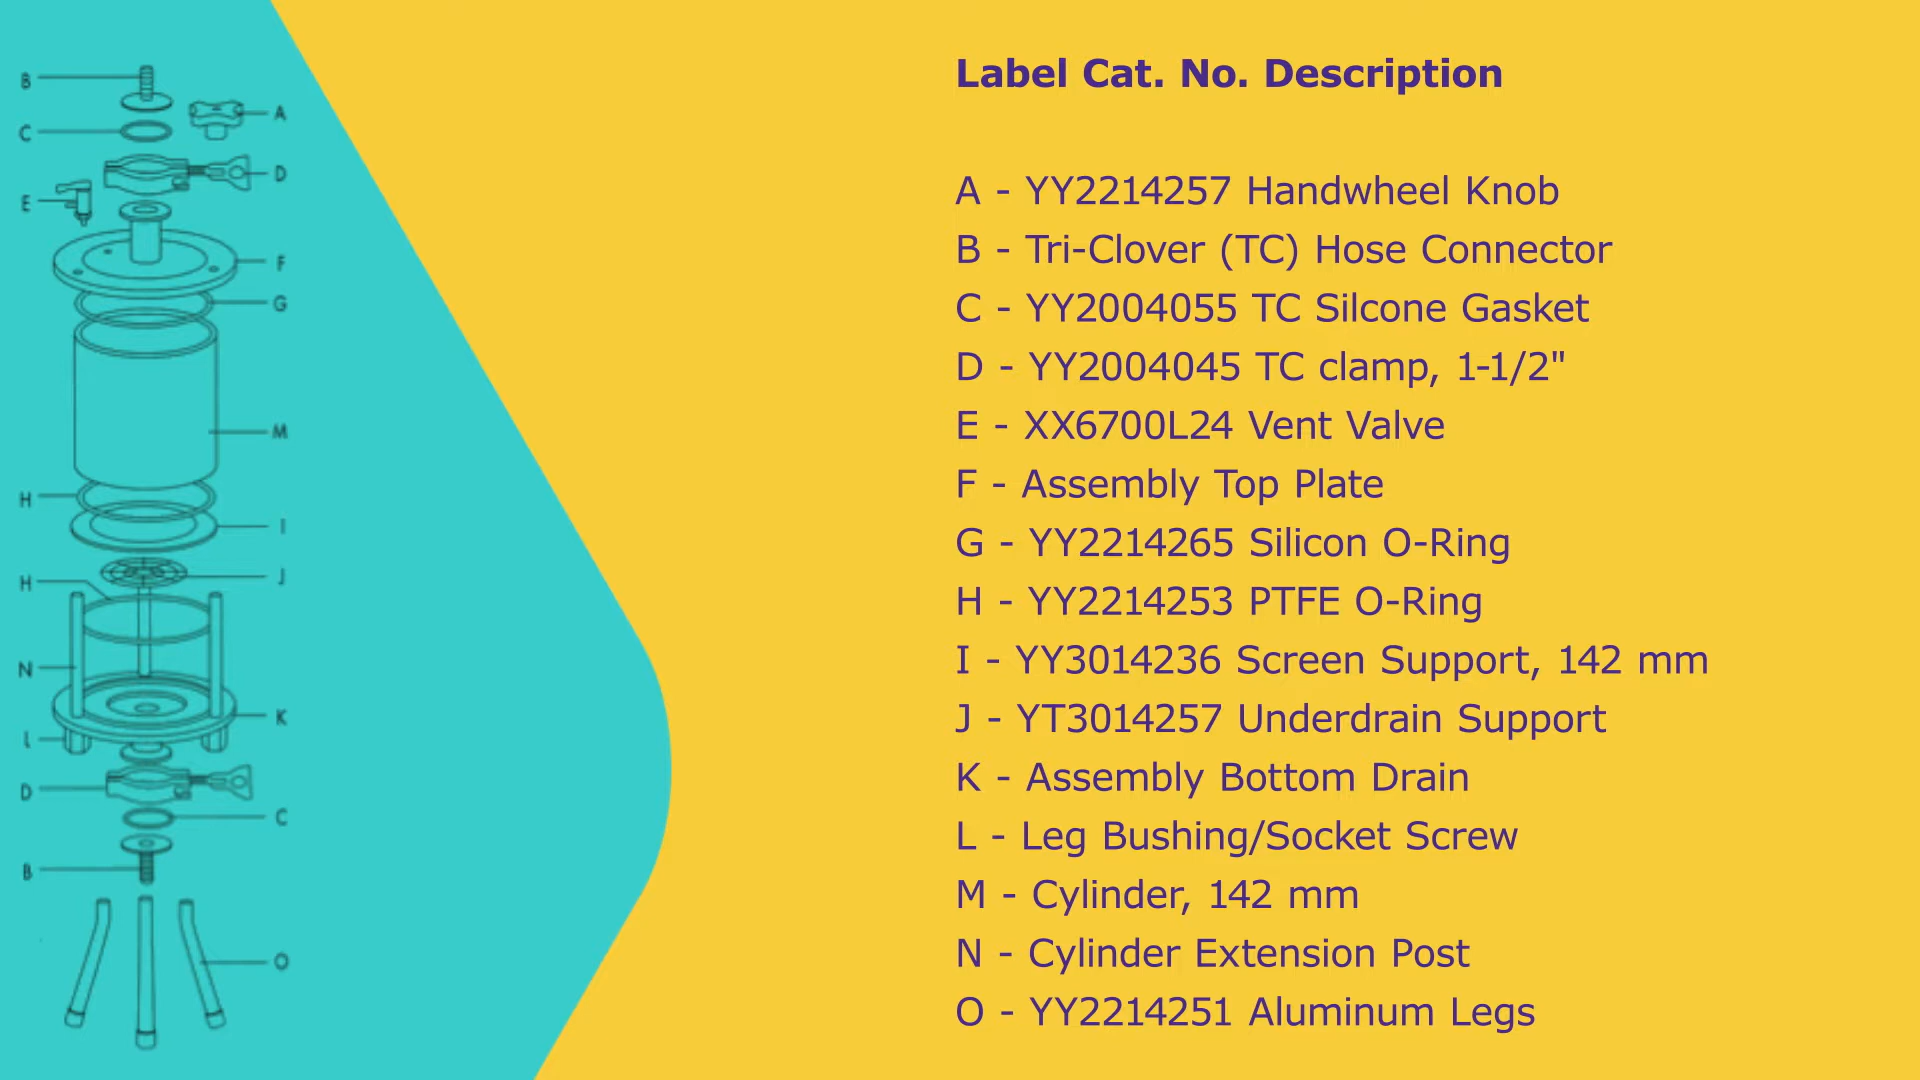 B
A
C
D
E
F
G
M
H
I
H
J
N
K
L
D
C
B
O
Label Cat. No. Description
A - YY2214257 Handwheel Knob
B - Tri-Clover (TC) Hose Connector
C - YY2004055 TC Silcone Gasket
D - YY2004045 TC clamp, 1-1/2"
E - XX6700L24 Vent Valve
F - Assembly Top Plate
G - YY2214265 Silicon O-Ring
H - YY2214253 PTFE O-Ring
I - YY3014236 Screen Support, 142 mm
J - YT3014257 Underdrain Support
K - Assembly Bottom Drain
L - Leg Bushing/Socket Screw
M - Cylinder, 142 mm
N - Cylinder Extension Post
O - YY2214251 Aluminum Legs